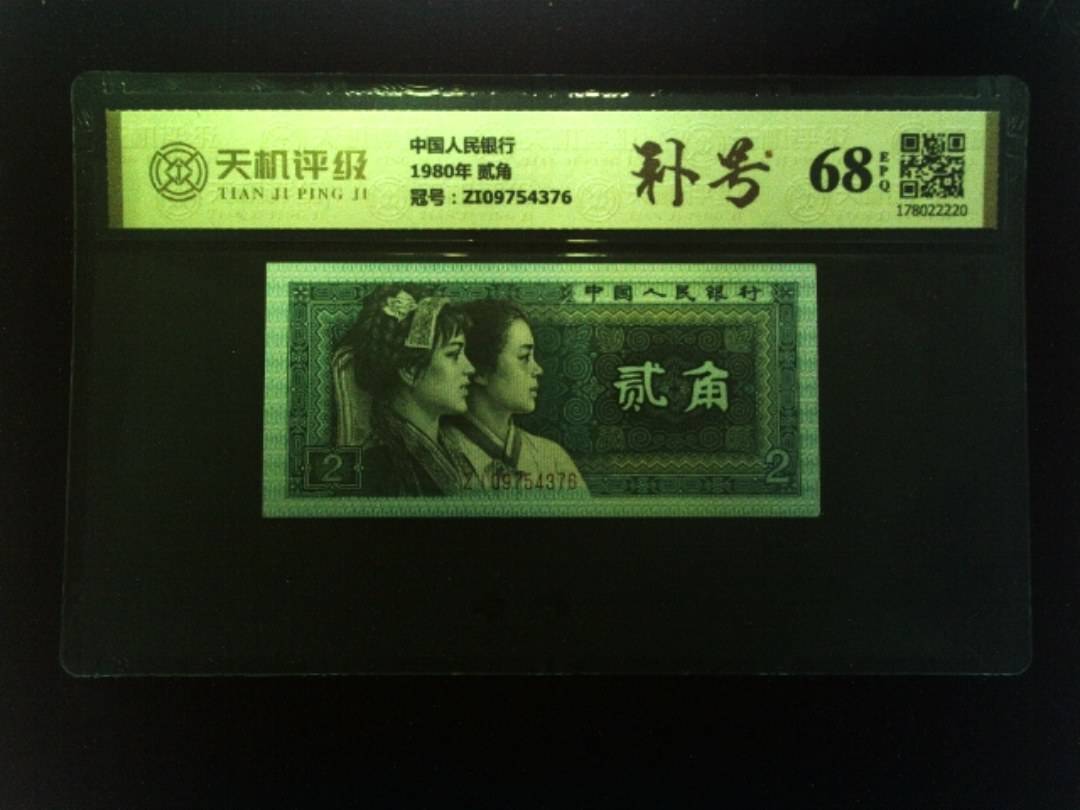 天机评级
TIAN JI PING JI
中国人民银行
1980年 贰角
冠号：ZI09754376
补号
68
EPQ
178022220
中国人民银行
贰角
2
2
ZI09754376